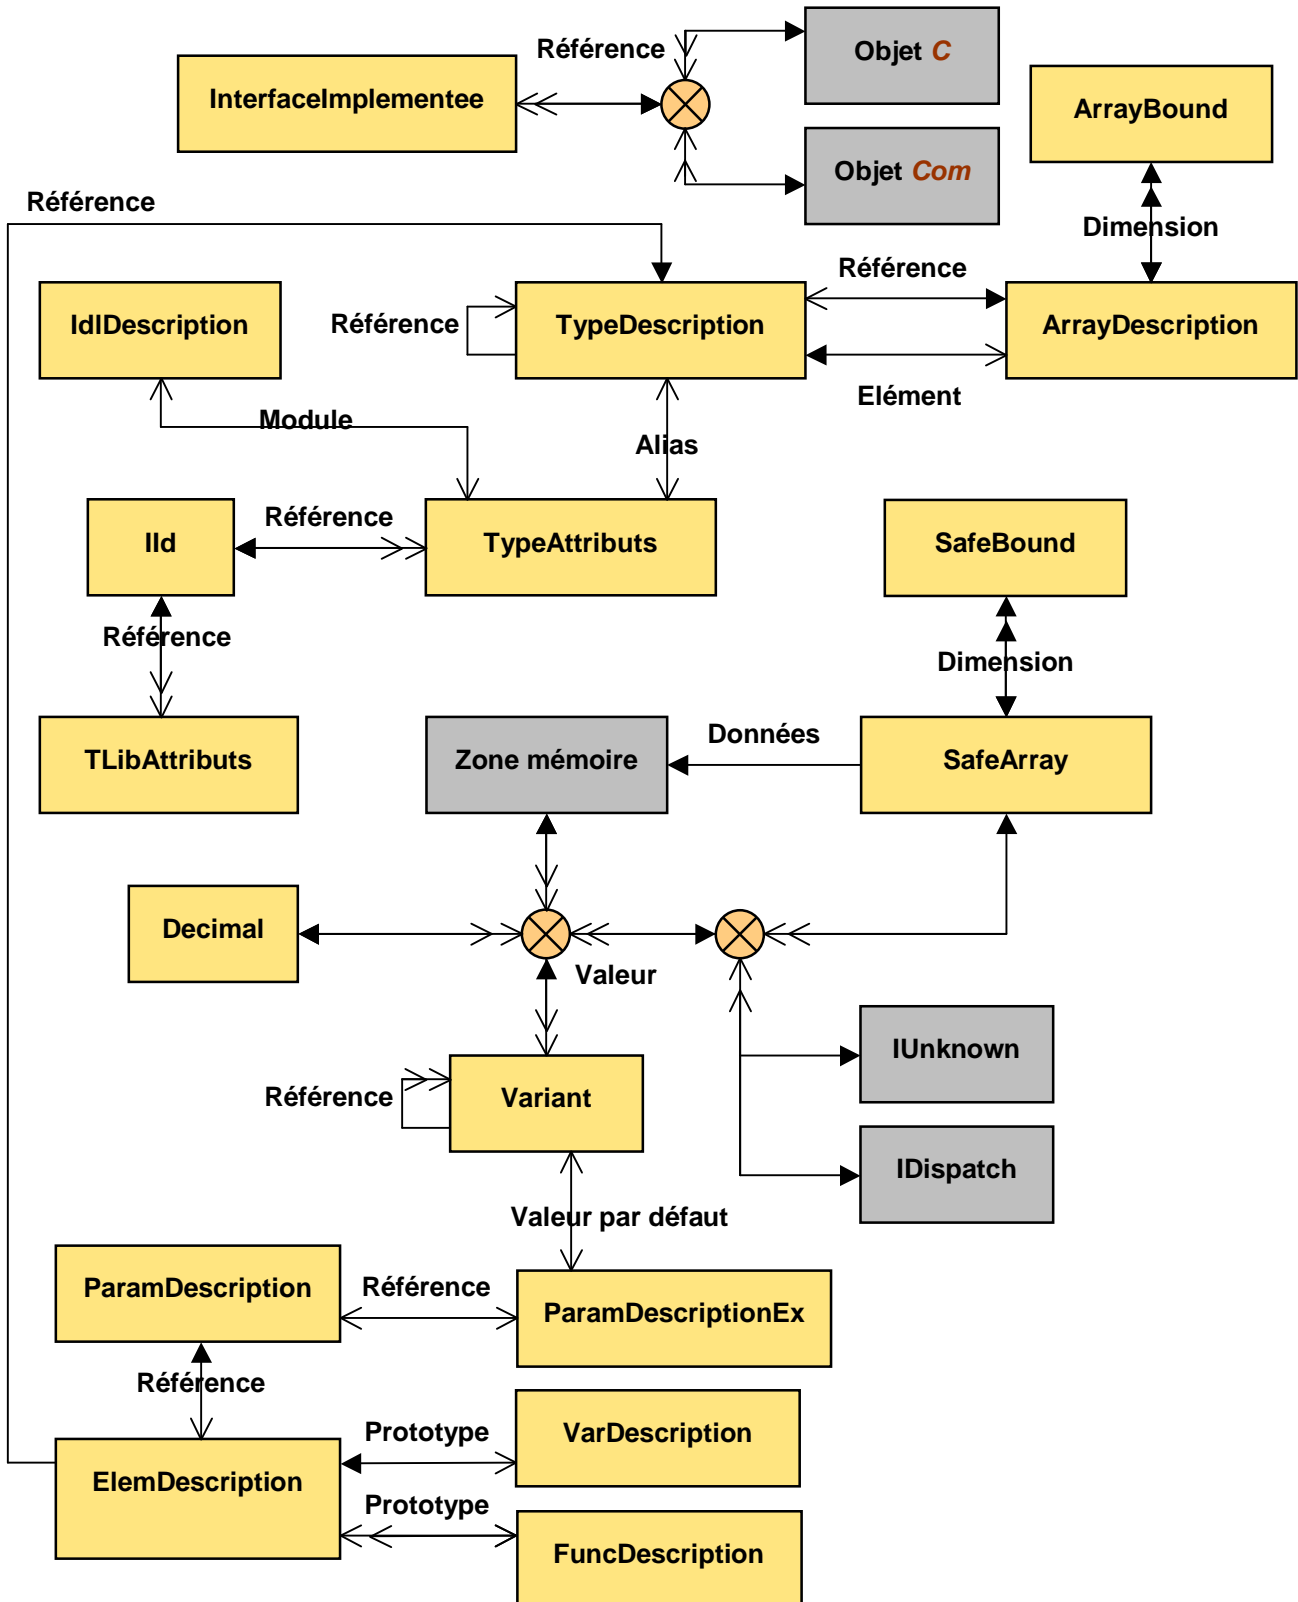 Objet C
Référence
InterfaceImplementee
ArrayBound
Objet Com
Référence
Dimension
Référence
IdlDescription
Référence
TypeDescription
ArrayDescription
Elément
Module
Alias
IId
Référence
TypeAttributs
SafeBound
Référence
Dimension
TLibAttributs
Zone mémoire
Données
SafeArray
Decimal
Valeur
IUnknown
Référence
Variant
IDispatch
Valeur par défaut
ParamDescription
Référence
ParamDescriptionEx
Référence
Prototype
VarDescription
ElemDescription
Prototype
FuncDescription